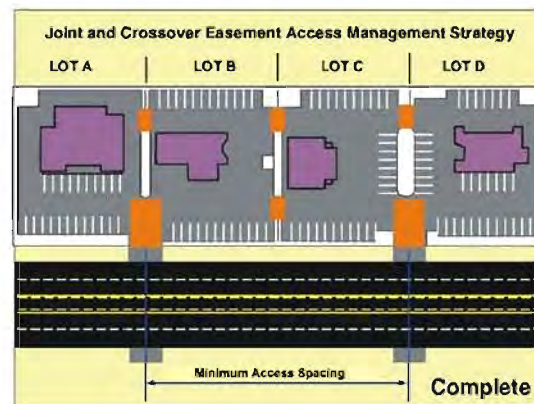 Joint and Crossover Easement Access Management Strategy
LOT A LOT B LOT C LOT D
Minimum Access Spacing
Complete